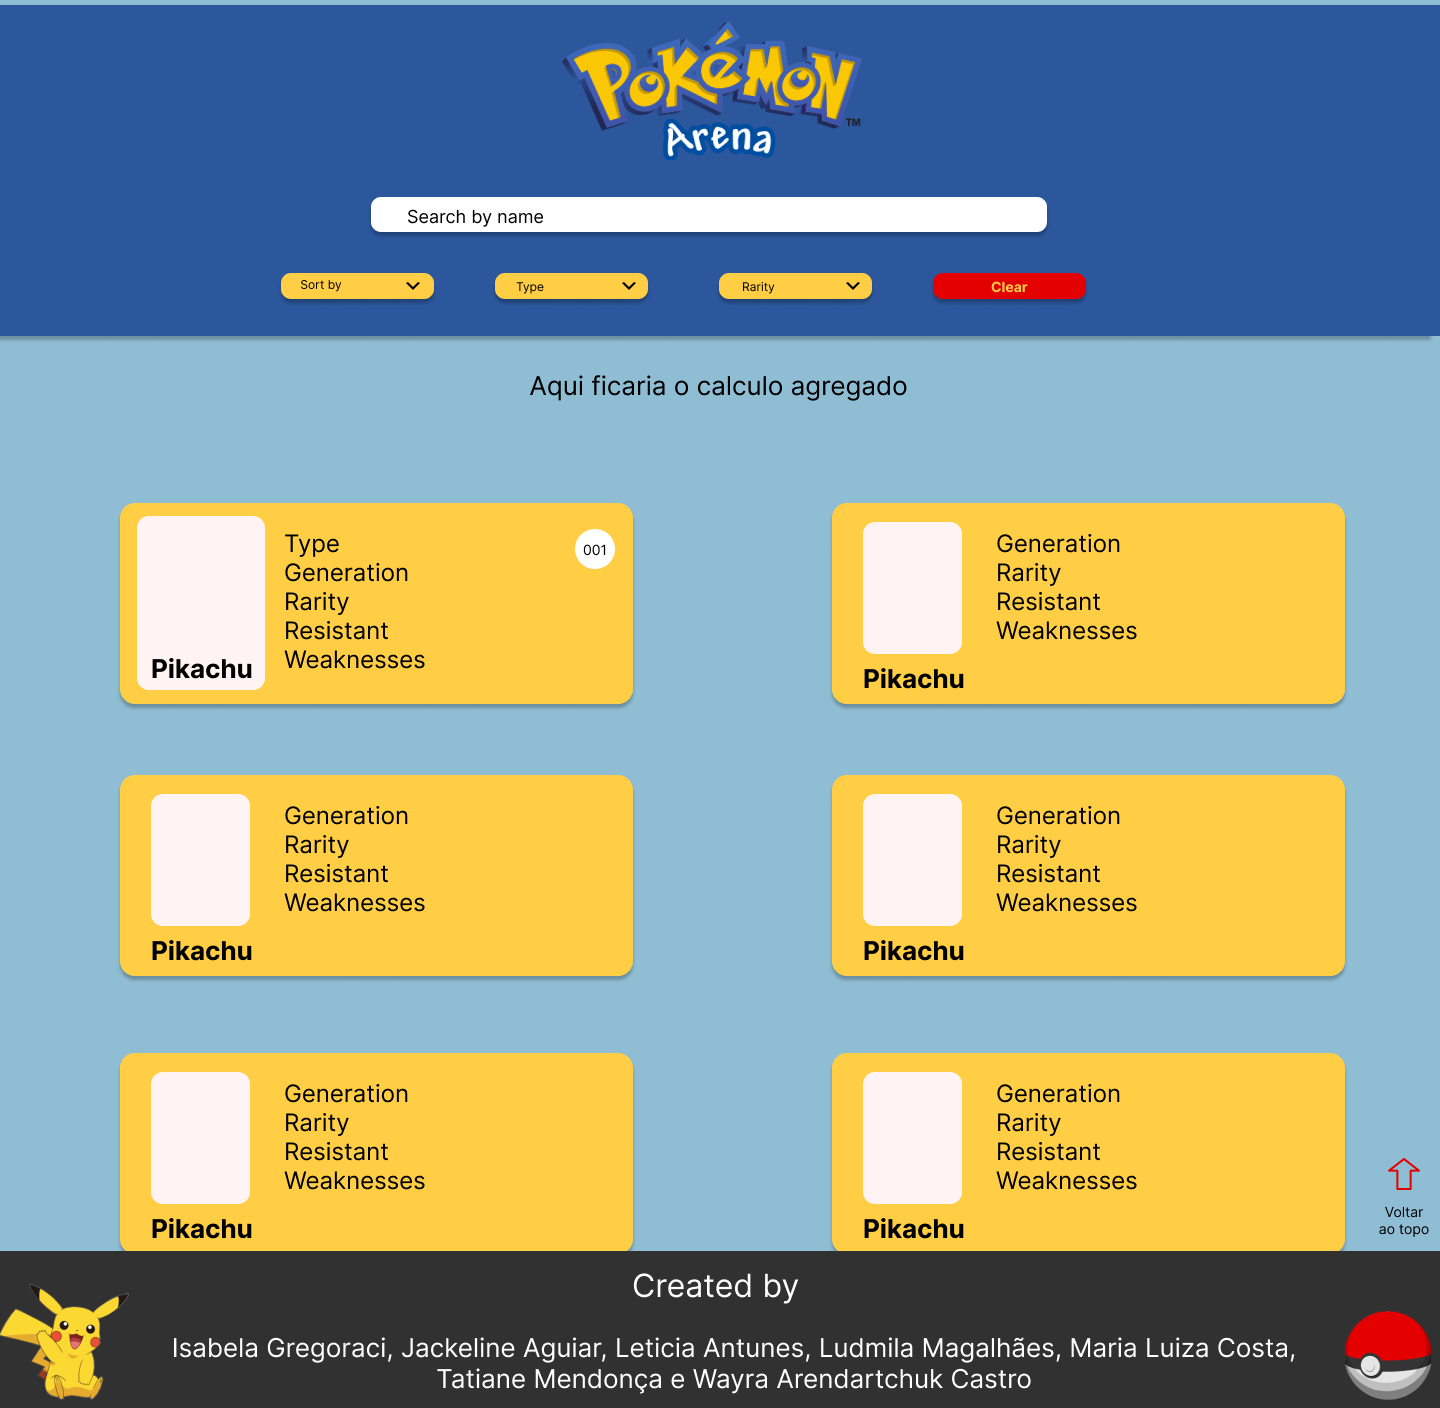 POKéMON
TM
Arena
Search by name
Sort by
Type
Rarity
Clear
Aqui ficaria o calculo agregado
Type
Generation
Rarity
Resistant
Weaknesses
001
Pikachu
Generation
Rarity
Resistant
Weaknesses
Pikachu
Generation
Rarity
Resistant
Weaknesses
Pikachu
Generation
Rarity
Resistant
Weaknesses
Pikachu
Generation
Rarity
Resistant
Weaknesses
Pikachu
Generation
Rarity
Resistant
Weaknesses
Pikachu
Voltar
ao topo
Created by
Isabela Gregoraci, Jackeline Aguiar, Leticia Antunes, Ludmila Magalhães, Maria Luiza Costa,
Tatiane Mendonça e Wayra Arendartchuk Castro